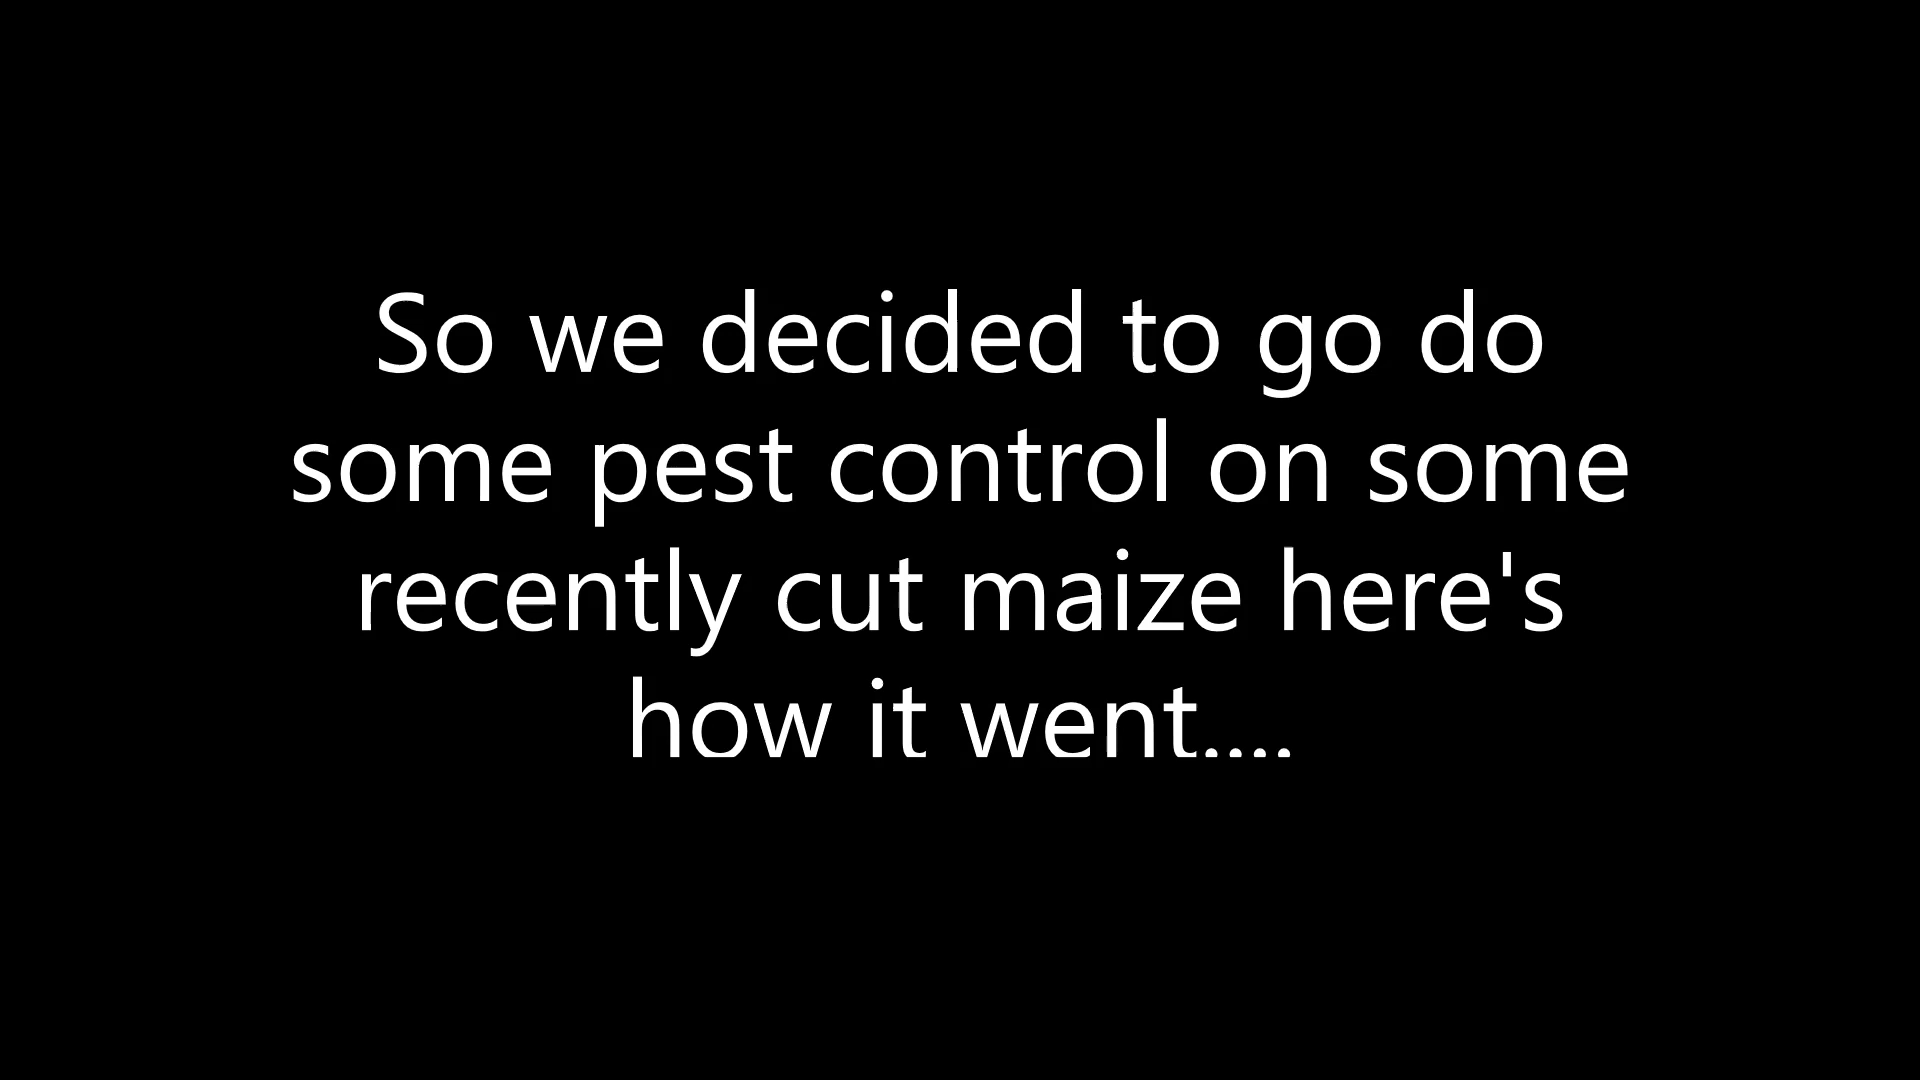 So we decided to go do
some pest control on some
recently cut maize here's
how it went....